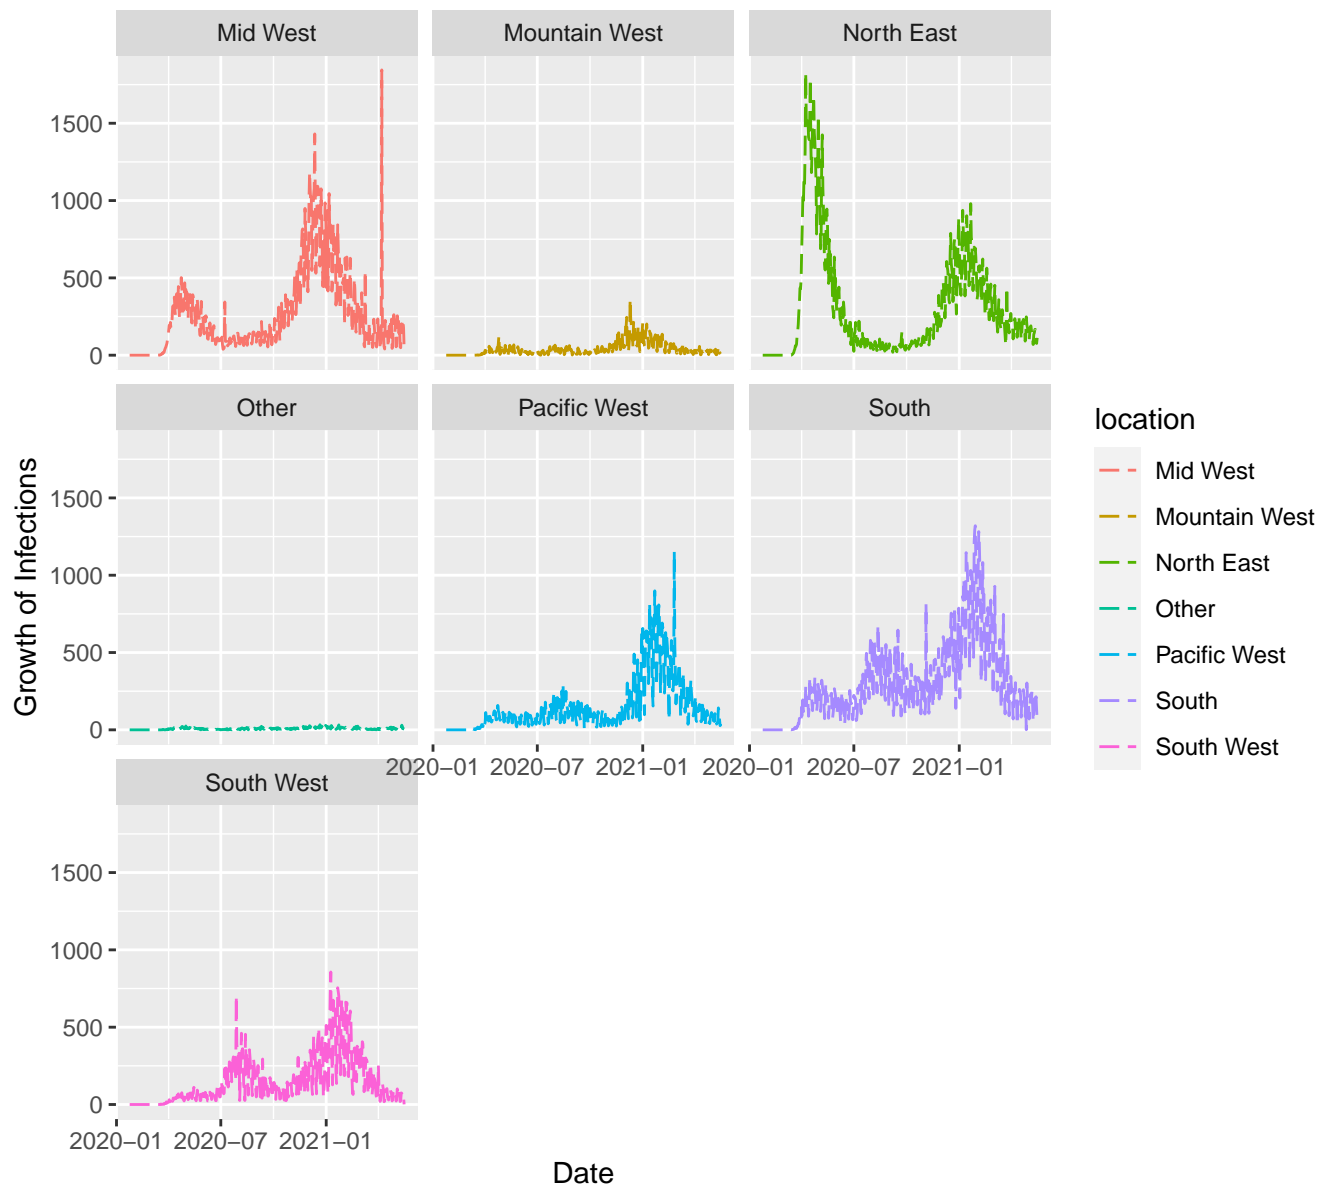 Mid West
Mountain West
North East
1500
1000
500
0
Other
Pacific West
South
1500
1000
500
0
2020−01 2020−07 2021−01 2020−01 2020−07 2021−01
South West
1500
1000
500
0
2020−01 2020−07 2021−01
Date
Growth of Infections
location
Mid West
Mountain West
North East
Other
Pacific West
South
South West